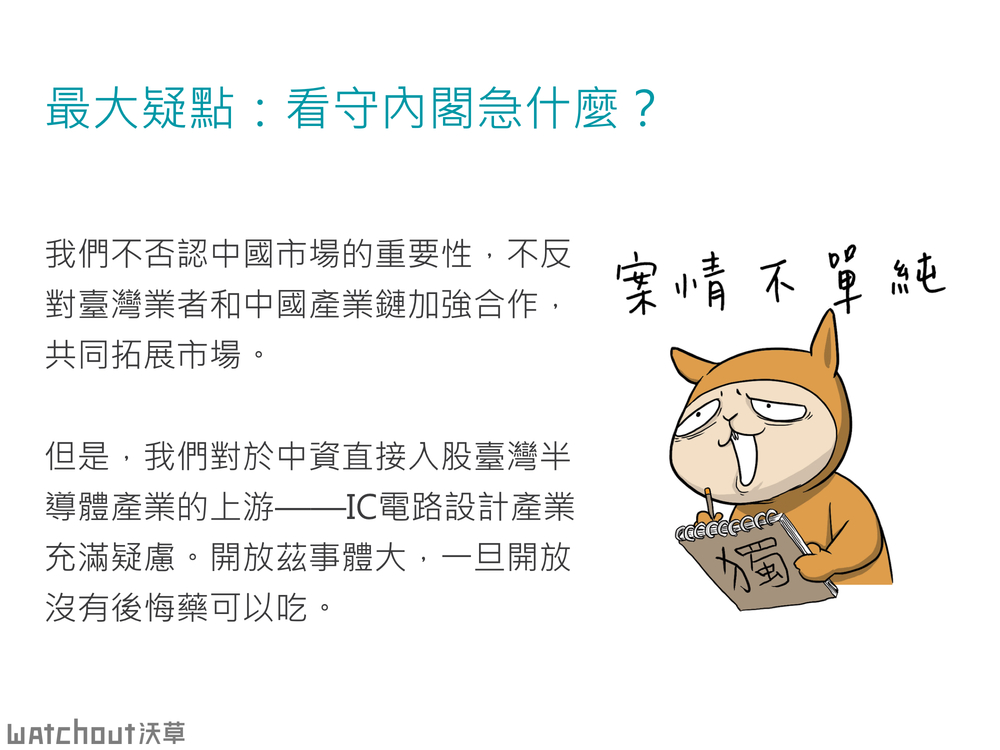 最大疑點：看守內閣急什麼？
我們不否認中國市場的重要性，不反
對臺灣業者和中國產業鏈加強合作，
共同拓展市場。
但是，我們對於中資直接入股臺灣半
導體產業的上游——IC電路設計產業
充滿疑慮。開放茲事體大，一旦開放
沒有後悔藥可以吃。
案情不單純
獨
watchout沃草